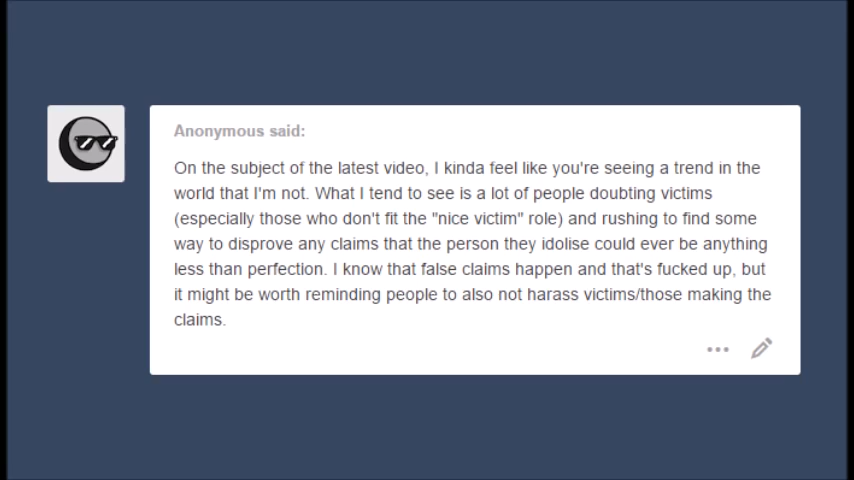 Anonymous said:
On the subject of the latest video, I kinda feel like you're seeing a trend in the
world that I'm not. What I tend to see is a lot of people doubting victims
(especially those who don't fit the "nice victim" role) and rushing to find some
way to disprove any claims that the person they idolise could ever be anything
less than perfection. I know that false claims happen and that's fucked up, but
it might be worth reminding people to also not harass victims/those making the
claims.